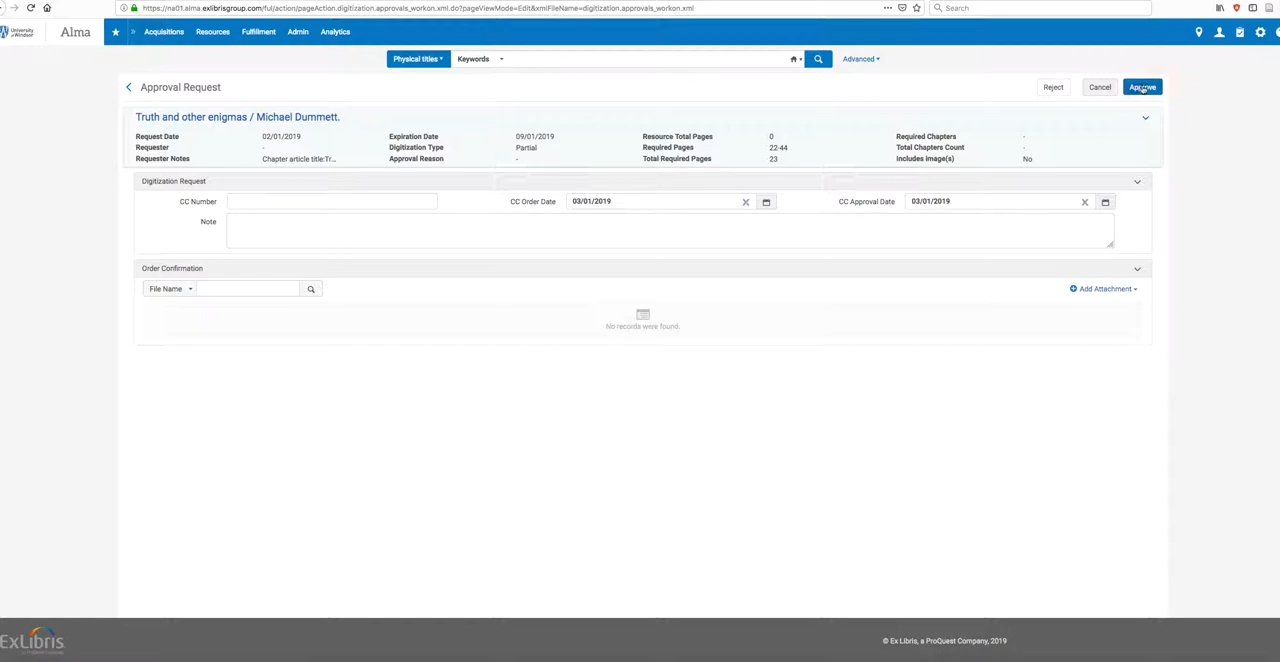 https://na01.alma.exlibrisgroup.com/ful/action/pageAction.digitization.approvals_workon.xml.do?pageViewMode=Edit&xmlFileName=digitization.approvals_workon.xml
Search
University of Windsor
Alma
Acquisitions Resources Fulfillment Admin Analytics
Physical titles Keywords Advanced
Approval Request Reject Cancel Approve
Truth and other enigmas / Michael Dummett.
Request Date 02/01/2019 Expiration Date 09/01/2019 Resource Total Pages 0 Required Chapters -
Requester - Digitization Type Partial Required Pages 22-44 Total Chapters Count -
Requester Notes Chapter article title:Tr... Approval Reason - Total Required Pages 23 Includes image(s) No
Digitization Request
CC Number CC Order Date 03/01/2019 CC Approval Date 03/01/2019
Note
Order Confirmation
File Name Add Attachment
No records were found.
ExLibris
© Ex Libris, a ProQuest Company, 2019